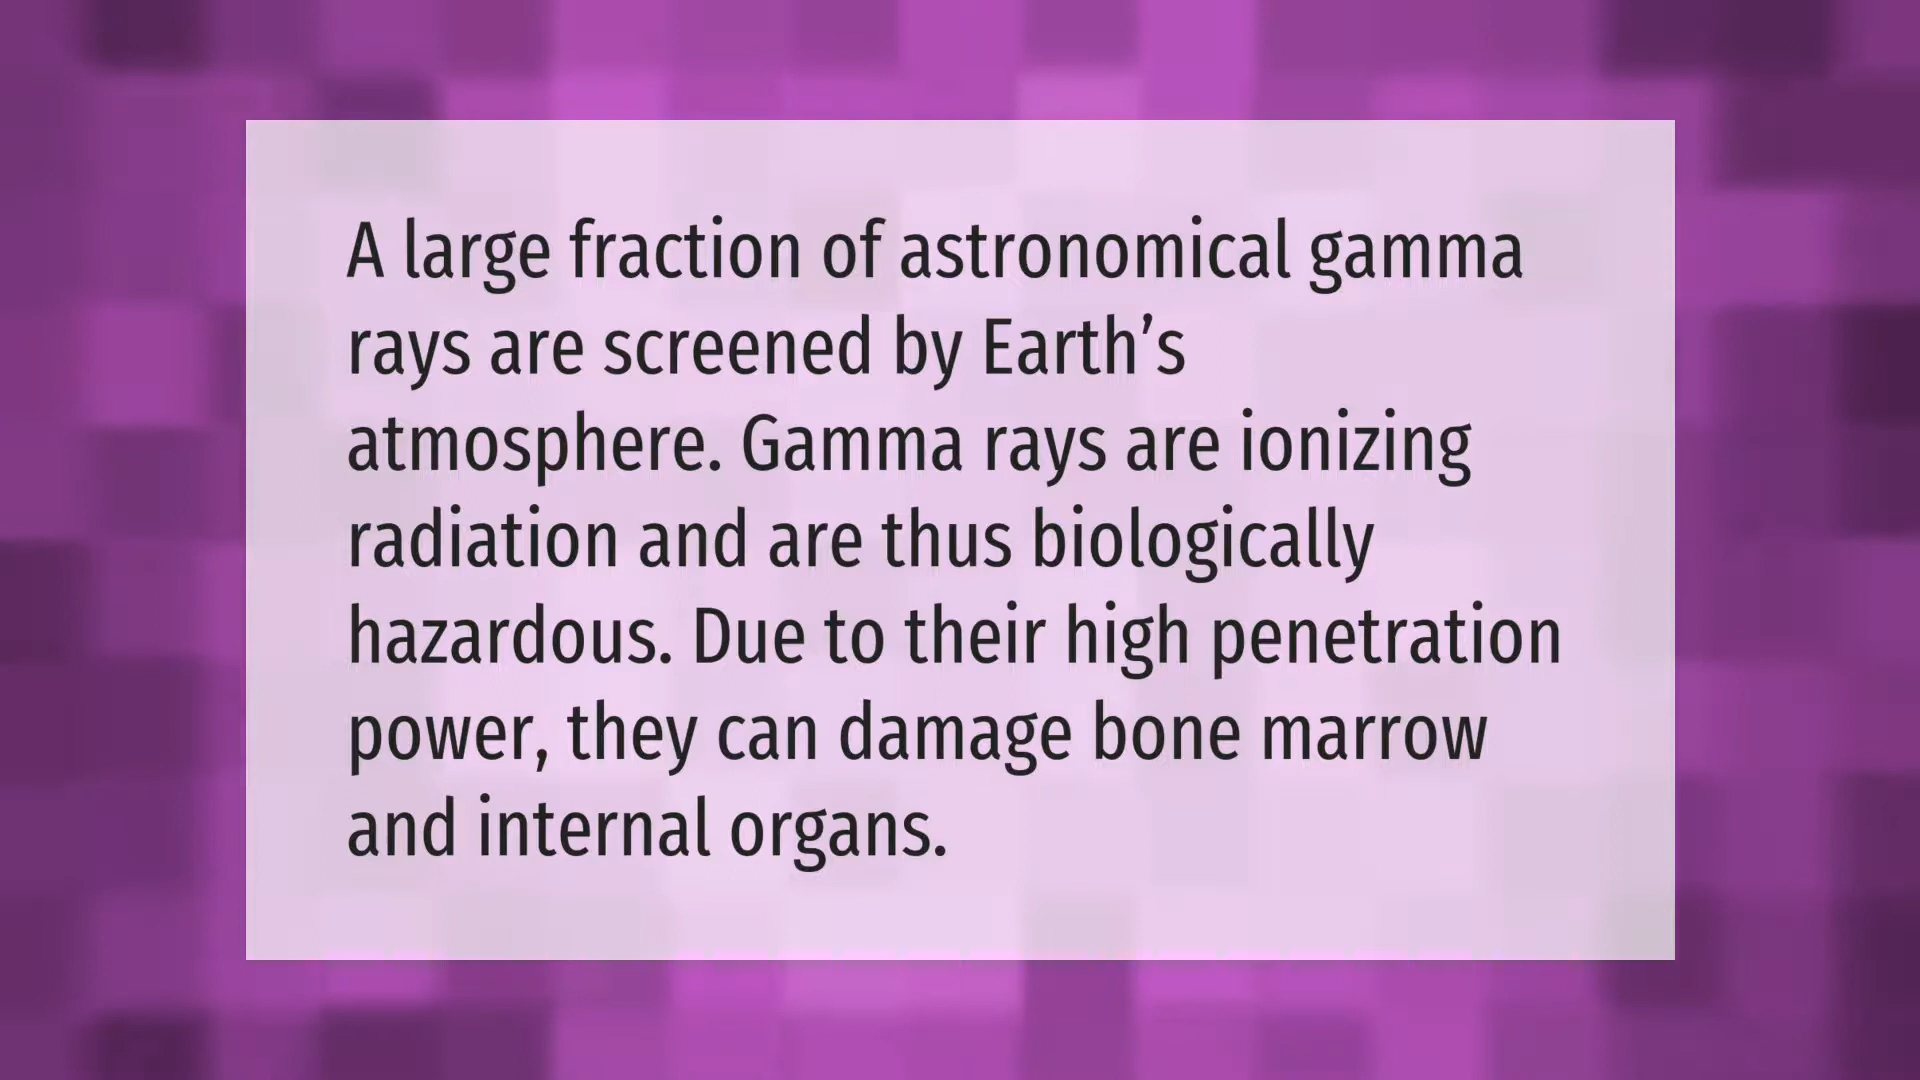 A large fraction of astronomical gamma
rays are screened by Earth’s
atmosphere. Gamma rays are ionizing
radiation and are thus biologically
hazardous. Due to their high penetration
power, they can damage bone marrow
and internal organs.